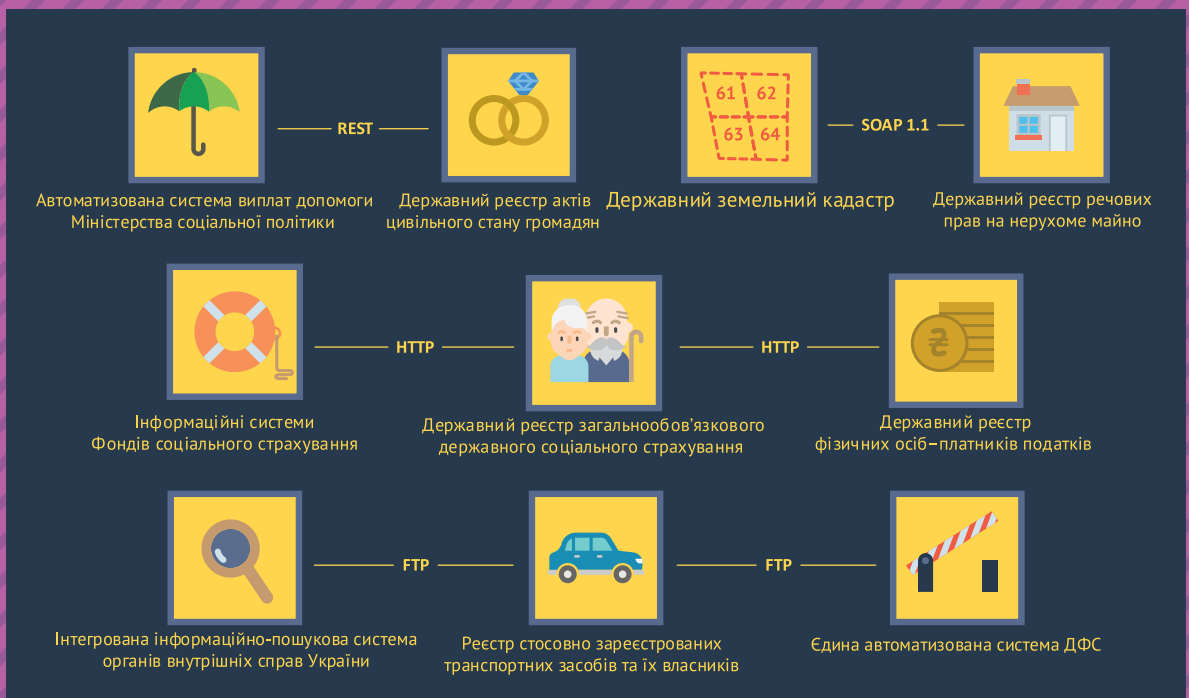 REST
SOAP 1.1
61 62
63 64
Автоматизована система виплат допомоги
Міністерства соціальної політики
Державний реєстр актів
цивільного стану громадян
Державний земельний кадастр
Державний реєстр речових
прав на нерухоме майно
HTTP
HTTP
₴
Інформаційні системи
Фондів соціального страхування
Державний реєстр загальнообов’язкового
державного соціального страхування
Державний реєстр
фізичних осіб–платників податків
FTP
FTP
Інтегрована інформаційно-пошукова система
органів внутрішніх справ України
Реєстр стосовно зареєстрованих
транспортних засобів та їх власників
Єдина автоматизована система ДФС